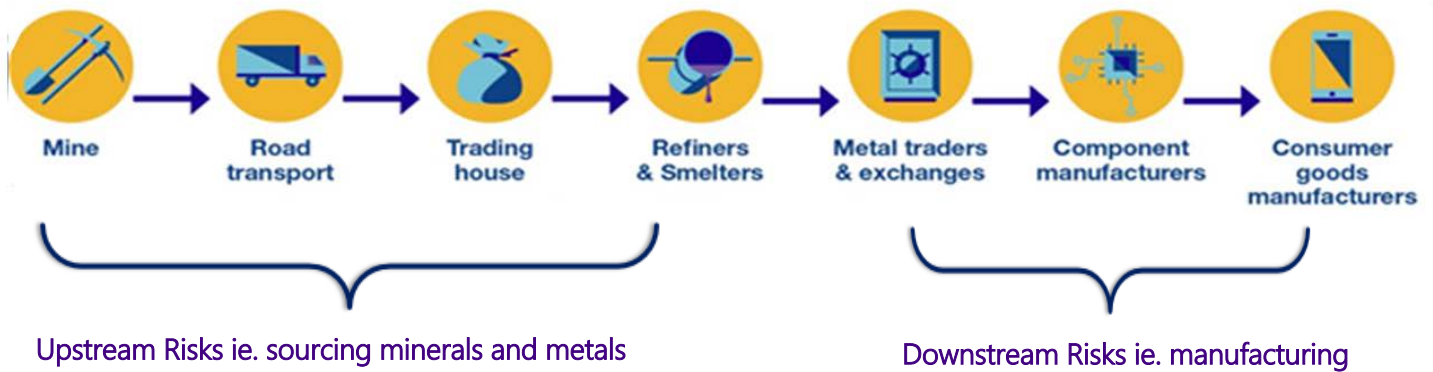 Mine
Road
transport
Trading
house
Refiners
& Smelters
Metal traders
& exchanges
Component
manufacturers
Consumer
goods
manufacturers
Upstream Risks ie. sourcing minerals and metals
Downstream Risks ie. manufacturing